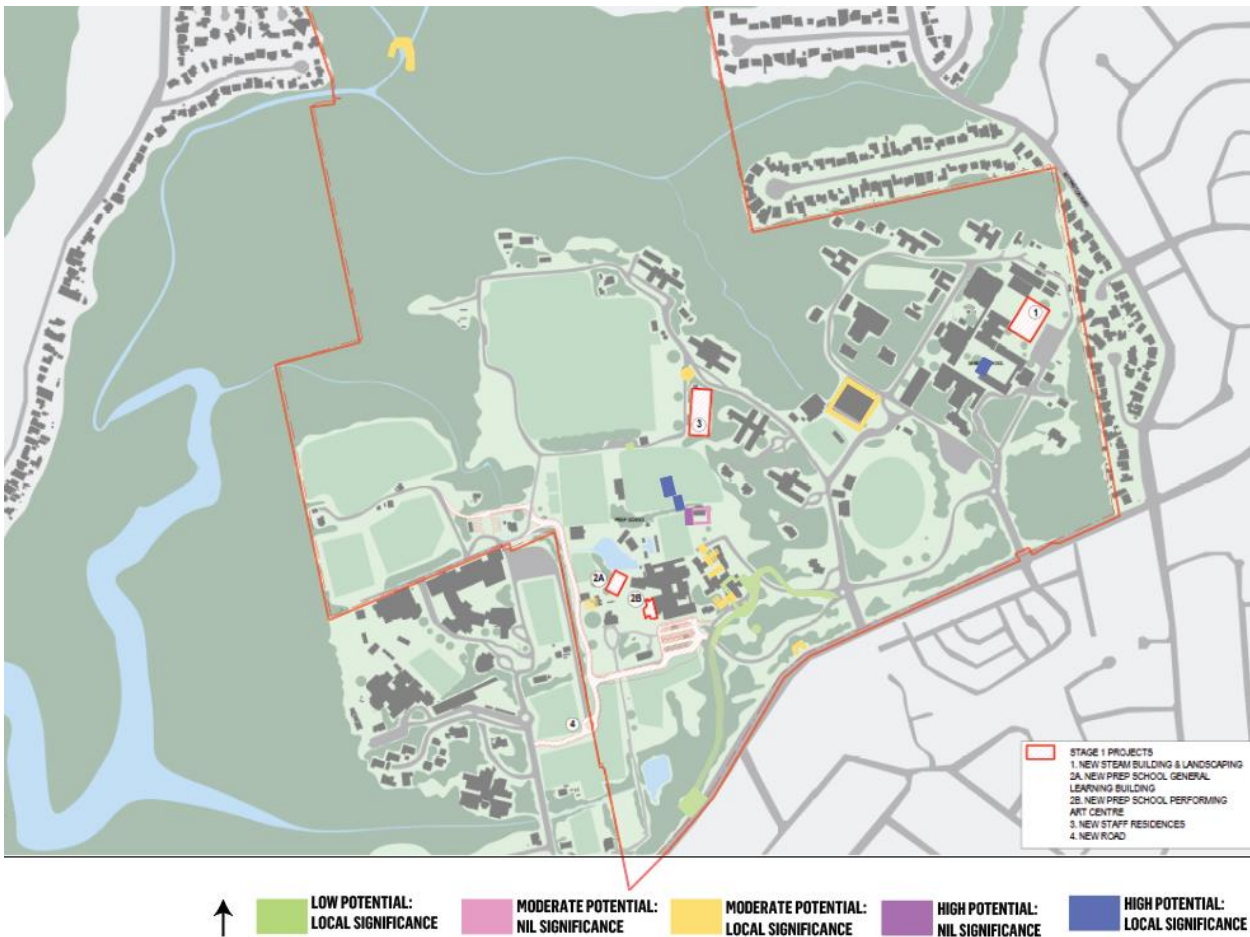 1
3
PREP SCHOOL
2A
2B
4
STAGE 1 PROJECTS
1. NEW STEAM BUILDING & LANDSCAPING
2A. NEW PREP SCHOOL GENERAL
LEARNING BUILDING
2B. NEW PREP SCHOOL PERFORMING
ART CENTRE
3. NEW STAFF RESIDENCES
4. NEW ROAD
LOW POTENTIAL:
LOCAL SIGNIFICANCE
MODERATE POTENTIAL:
NIL SIGNIFICANCE
MODERATE POTENTIAL:
LOCAL SIGNIFICANCE
HIGH POTENTIAL:
NIL SIGNIFICANCE
HIGH POTENTIAL:
LOCAL SIGNIFICANCE